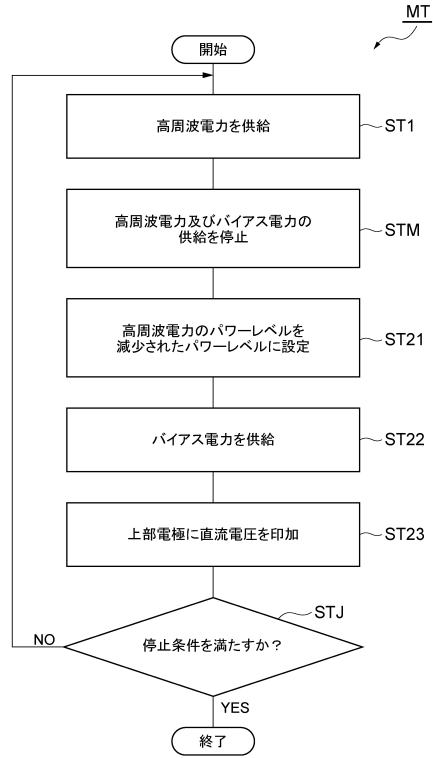 MT
開始
高周波電力を供給
ST1
高周波電力及びバイアス電力の
供給を停止
STM
高周波電力のパワーレベルを
減少されたパワーレベルに設定
ST21
バイアス電力を供給
ST22
上部電極に直流電圧を印加
ST23
STJ
停止条件を満たすか?
NO
YES
終了